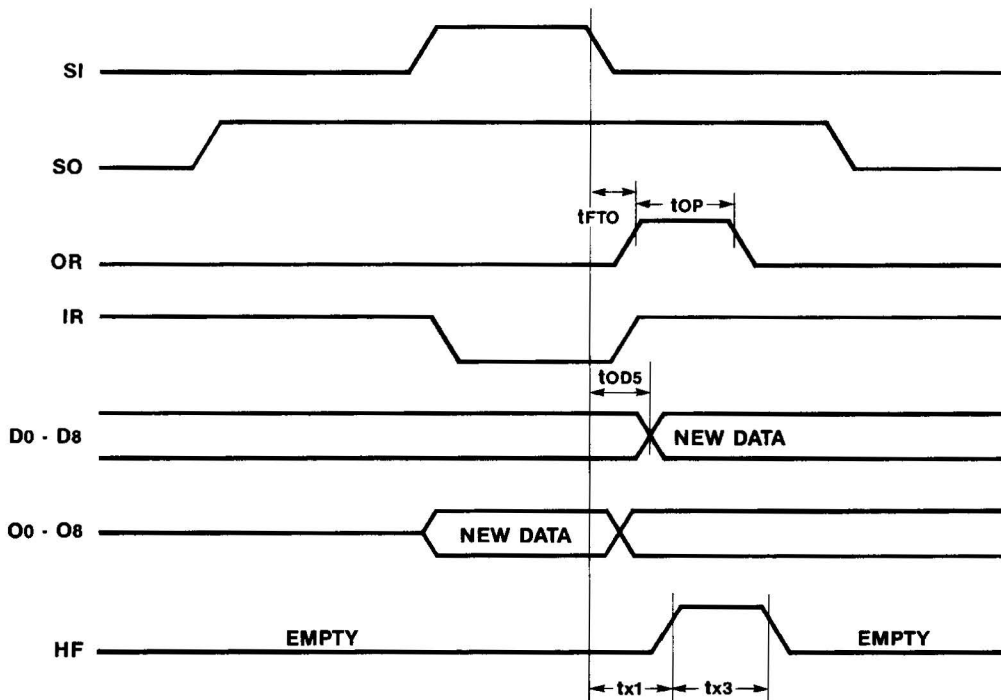 SI
SO
tFTO
tOP
OR
IR
tOD5
D0 - D8
NEW DATA
O0 - O8
NEW DATA
HF
EMPTY
EMPTY
tx1
tx3